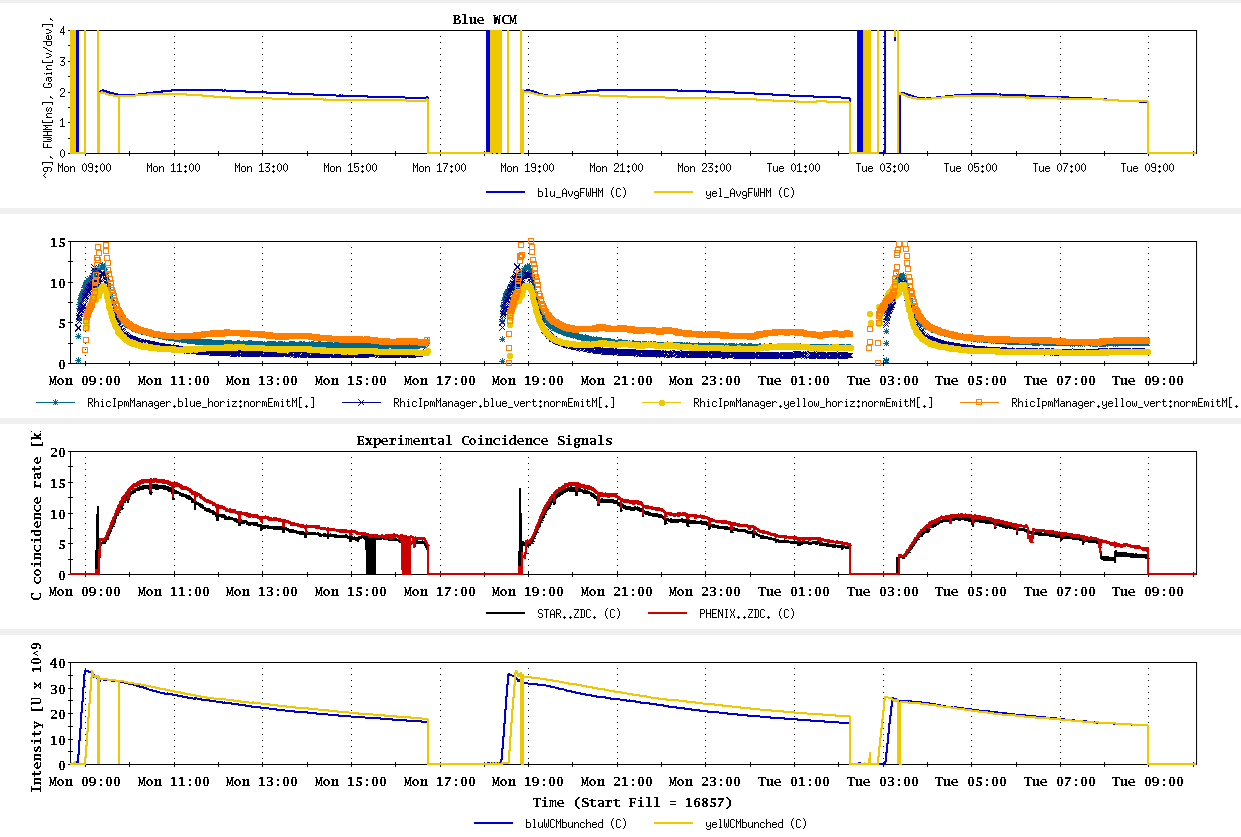 Blue WCM
^9], FWHM[ns], Gain[v/dev],
4
3
2
1
0
Mon 09:00 Mon 11:00 Mon 13:00 Mon 15:00 Mon 17:00 Mon 19:00 Mon 21:00 Mon 23:00 Tue 01:00 Tue 03:00 Tue 05:00 Tue 07:00 Tue 09:00
blu_AvgFWHM (C) yel_AvgFWHM (C)
15
10
5
0
Mon 09:00 Mon 11:00 Mon 13:00 Mon 15:00 Mon 17:00 Mon 19:00 Mon 21:00 Mon 23:00 Tue 01:00 Tue 03:00 Tue 05:00 Tue 07:00 Tue 09:00
RhicIpmManager.blue_horiz:normEmitM[.] RhicIpmManager.blue_vert:normEmitM[.] RhicIpmManager.yellow_horiz:normEmitM[.] RhicIpmManager.yellow_vert:normEmitM[.
Experimental Coincidence Signals
C coincidence rate [k
20
15
10
5
0
Mon 09:00 Mon 11:00 Mon 13:00 Mon 15:00 Mon 17:00 Mon 19:00 Mon 21:00 Mon 23:00 Tue 01:00 Tue 03:00 Tue 05:00 Tue 07:00 Tue 09:00
STAR..ZDC. (C) PHENIX..ZDC. (C)
Intensity [U x 10^9
40
30
20
10
0
Mon 09:00 Mon 11:00 Mon 13:00 Mon 15:00 Mon 17:00 Mon 19:00 Mon 21:00 Mon 23:00 Tue 01:00 Tue 03:00 Tue 05:00 Tue 07:00 Tue 09:00
Time (Start Fill = 16857)
bluWCMbunched (C) yelWCMbunched (C)